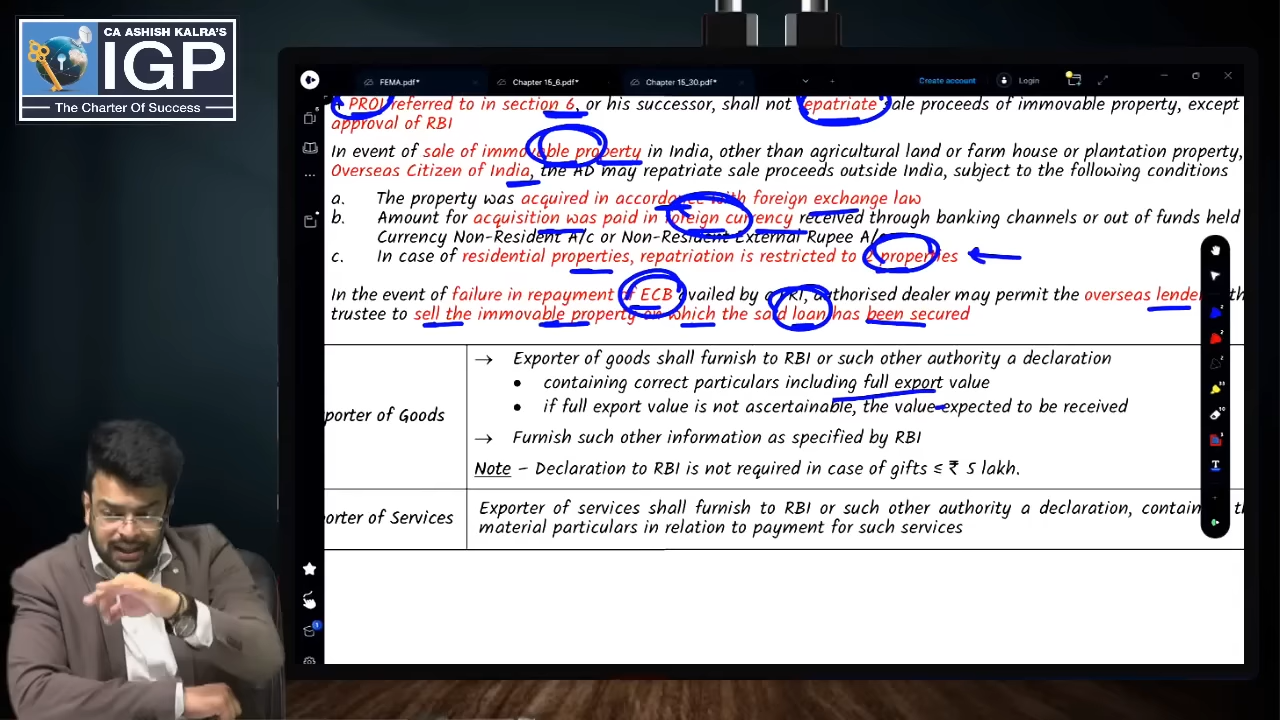 CA ASHISH KALRA'S
IGP
The Charter Of Success
FEMA.pdf*
Chapter 15_6.pdf*
Chapter 15_30.pdf*
Create account
Login
A PROI referred to in section 6, or his successor, shall not repatriate sale proceeds of immovable property, except
approval of RBI
In event of sale of immovable property in India, other than agricultural land or farm house or plantation property,
Overseas Citizen of India, the AD may repatriate sale proceeds outside India, subject to the following conditions
a. The property was acquired in accordance with foreign exchange law
b. Amount for acquisition was paid in foreign currency received through banking channels or out of funds held
Currency Non-Resident A/c or Non-Resident External Rupee A/c
c. In case of residential properties, repatriation is restricted to 2 properties
In the event of failure in repayment of ECB availed by a PRI, authorised dealer may permit the overseas lender
trustee to sell the immovable property on which the said loan has been secured
→ Exporter of goods shall furnish to RBI or such other authority a declaration
• containing correct particulars including full export value
porter of Goods
• if full export value is not ascertainable, the value expected to be received
→ Furnish such other information as specified by RBI
Note – Declaration to RBI is not required in case of gifts ≤ ₹ 5 lakh.
porter of Services
Exporter of services shall furnish to RBI or such other authority a declaration,
material particulars in relation to payment for such services